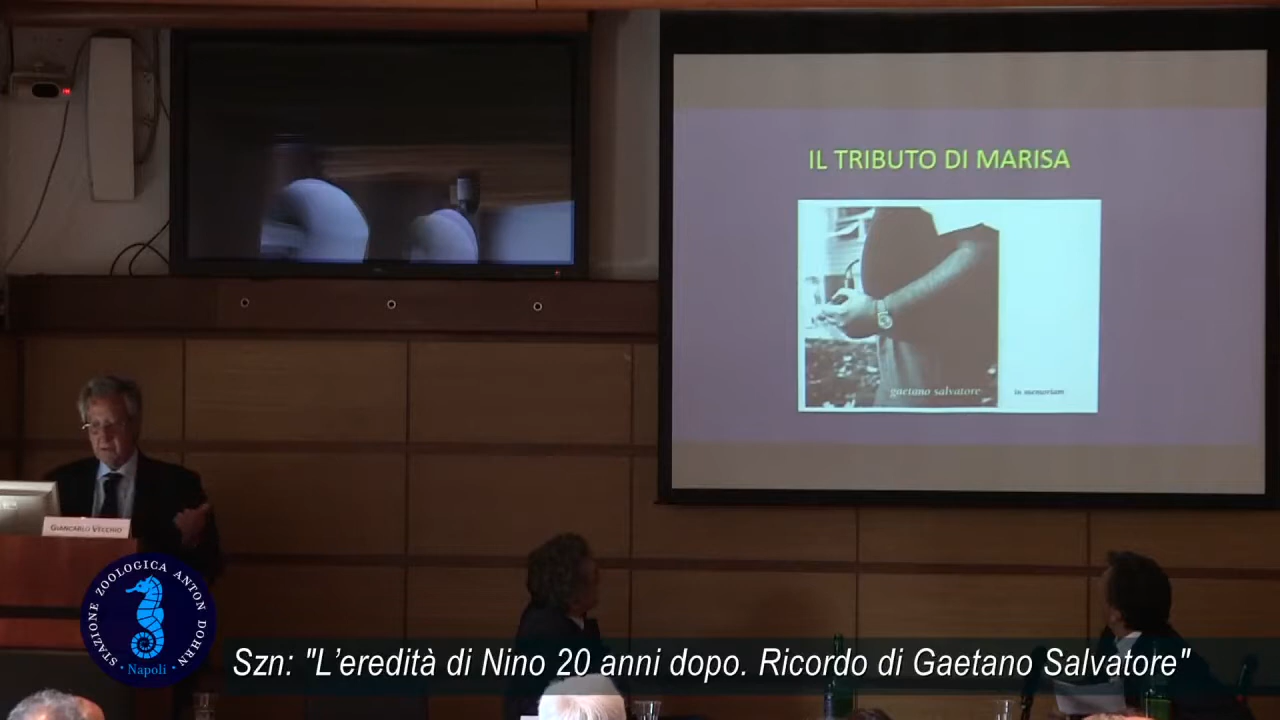 IL TRIBUTO DI MARISA
gaetano salvatore
in memoriam
GIANCARLO VECCHIO
STAZIONE ZOOLOGICA ANTON DOHRN
· Napoli ·
Szn: "L'eredità di Nino 20 anni dopo. Ricordo di Gaetano Salvatore"